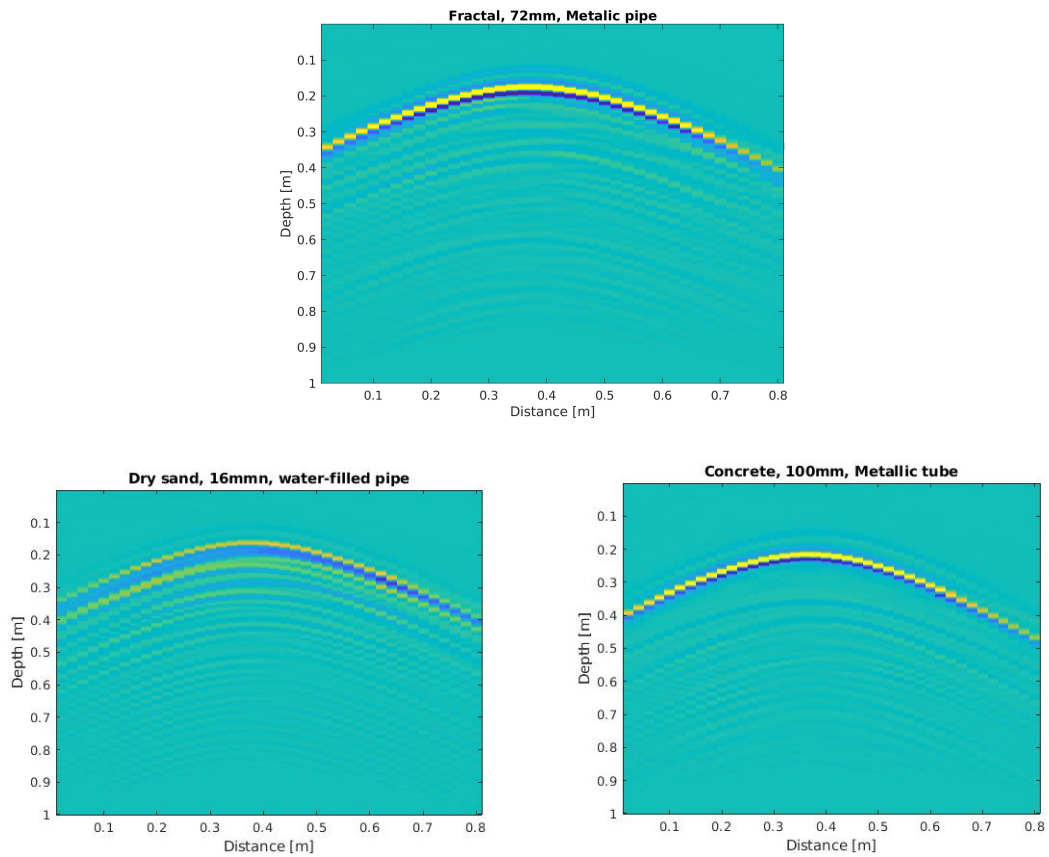 Fractal, 72mm, Metalic pipe
Depth [m]
0.1
0.2
0.3
0.4
0.5
0.6
0.7
0.8
0.9
1
0.1 0.2 0.3 0.4 0.5 0.6 0.7 0.8
Distance [m]
Dry sand, 16mmn, water-filled pipe
Depth [m]
0.1
0.2
0.3
0.4
0.5
0.6
0.7
0.8
0.9
1
0.1 0.2 0.3 0.4 0.5 0.6 0.7 0.8
Distance [m]
Concrete, 100mm, Metallic tube
Depth [m]
0.1
0.2
0.3
0.4
0.5
0.6
0.7
0.8
0.9
1
0.1 0.2 0.3 0.4 0.5 0.6 0.7 0.8
Distance [m]